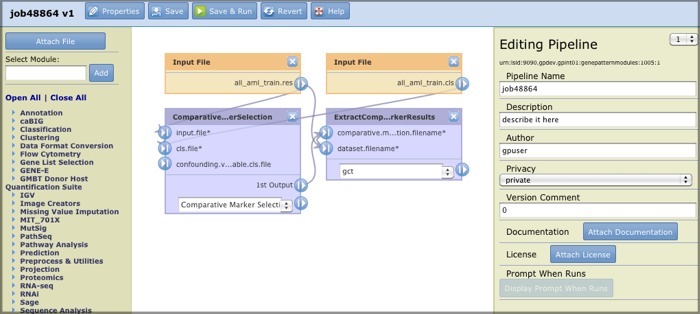 job48864 v1
Properties
Save
Save & Run
Revert
Help
Attach File
Select Module:
Add
Open All | Close All
Annotation
caBIG
Classification
Clustering
Data Format Conversion
Flow Cytometry
Gene List Selection
GENE-E
GMBT Donor Host
Quantification Suite
IGV
Image Creators
Missing Value Imputation
MIT_701X
MutSig
PathSeq
Pathway Analysis
Prediction
Preprocess & Utilities
Projection
Proteomics
RNA-seq
RNAi
Sage
Sequence Analysis
Input File
all_aml_train.res
Input File
all_aml_train.cls
Comparative...erSelection
input.file*
cls.file*
confounding.v...able.cls.file
1st Output
Comparative Marker Selecti
ExtractComp...rkerResults
comparative.m...tion.filename*
dataset.filename*
gct
1
Editing Pipeline
urn:lsid:9090.gpdev.gpint01:genepatternmodules:1005:1
Pipeline Name
job48864
Description
describe it here
Author
gpuser
Privacy
private
Version Comment
0
Documentation
Attach Documentation
License
Attach License
Prompt When Runs
Display Prompt When Runs